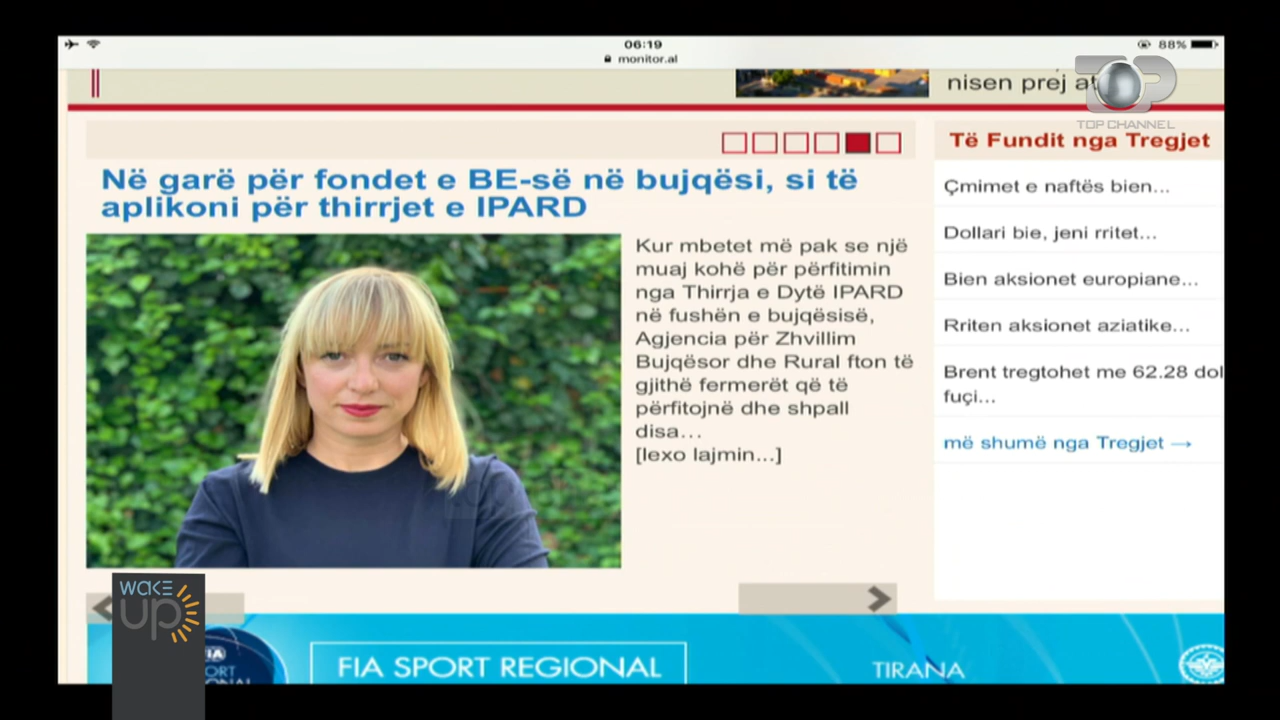 06:19
88%
monitor.al
nisen prej
TOP CHANNEL
Të Fundit nga Tregjet
Në garë për fondet e BE-së në bujqësi, si të
aplikoni për thirrjet e IPARD
Kur mbetet më pak se një
muaj kohë për përfitimin
nga Thirrja e Dytë IPARD
në fushën e bujqësisë,
Agjencia për Zhvillim
Bujqësor dhe Rural fton të
gjithë fermerët që të
përfitojnë dhe shpall
disa...
[lexo lajmin...]
Çmimet e naftës bien...
Dollari bie, jeni rritet...
Bien aksionet europiane...
Rriten aksionet aziatike...
Brent tregtohet me 62.28 dol
fuçi...
më shumë nga Tregjet →
WAKE
UP
FIA SPORT REGIONAL
TIRANA